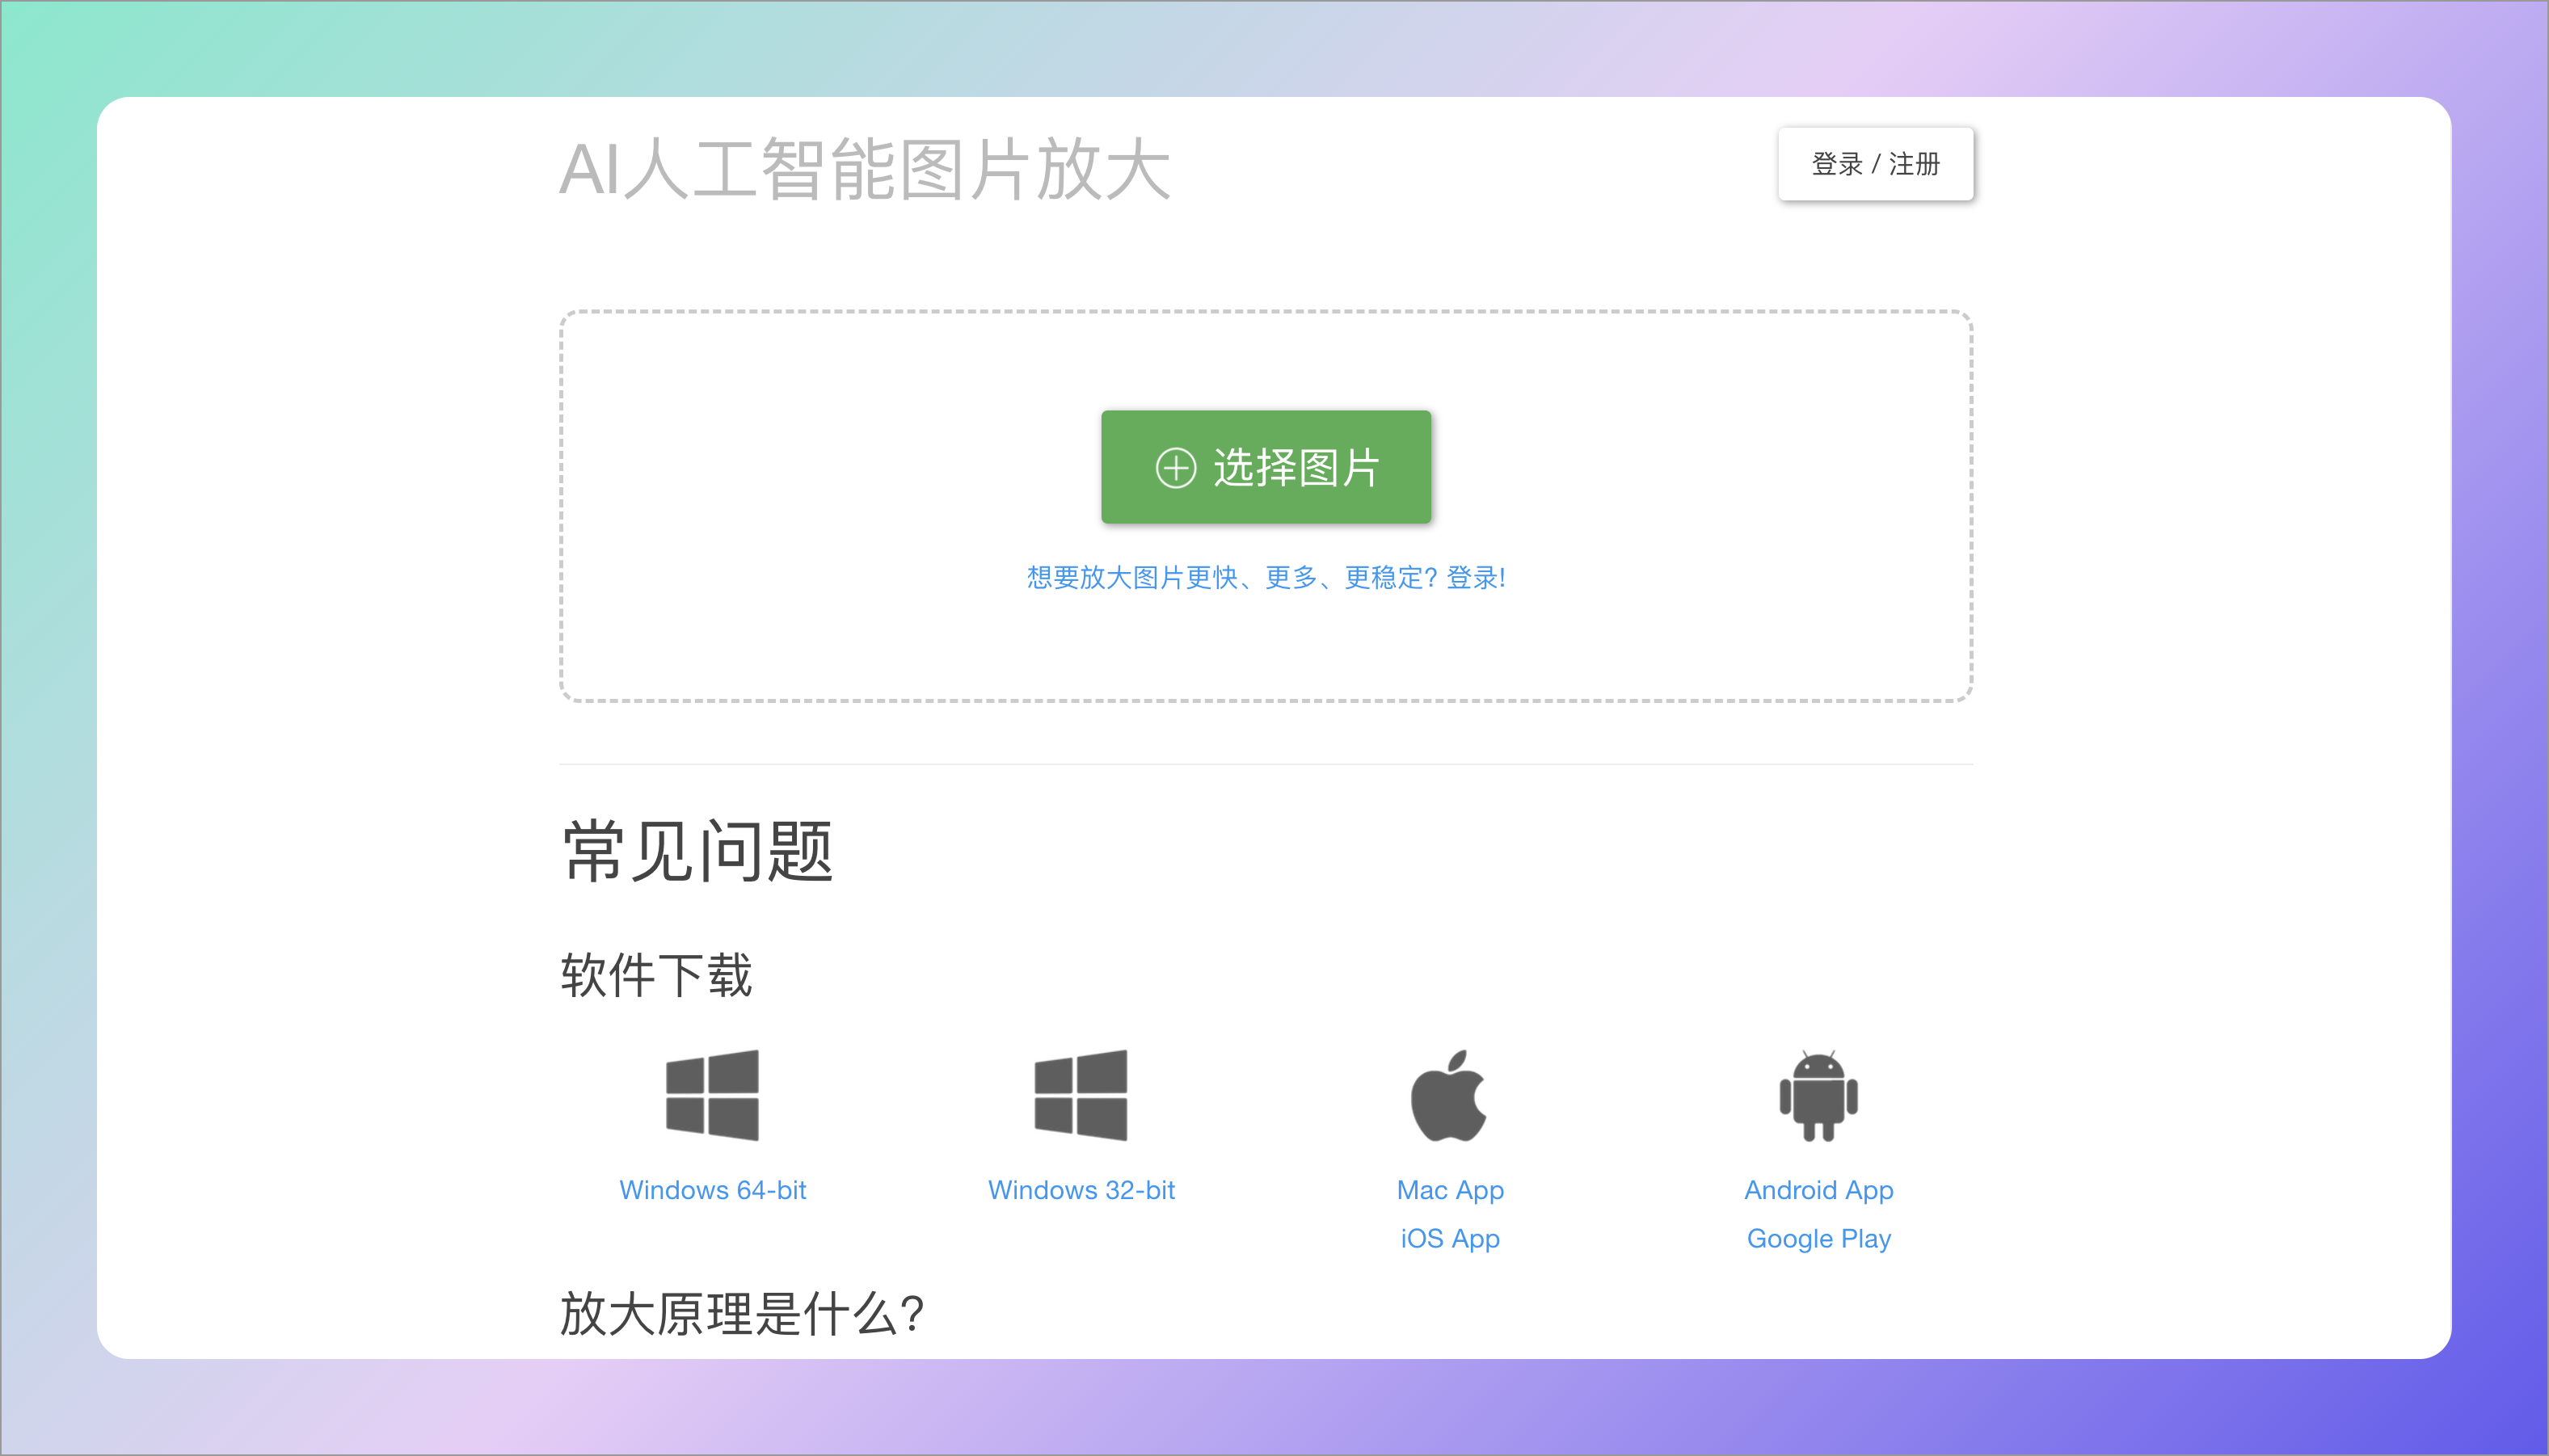 AI人工智能图片放大
登录 / 注册
选择图片
想要放大图片更快、更多、更稳定? 登录!
常见问题
软件下载
Windows 64-bit
Windows 32-bit
Mac App
iOS App
Android App
Google Play
放大原理是什么?